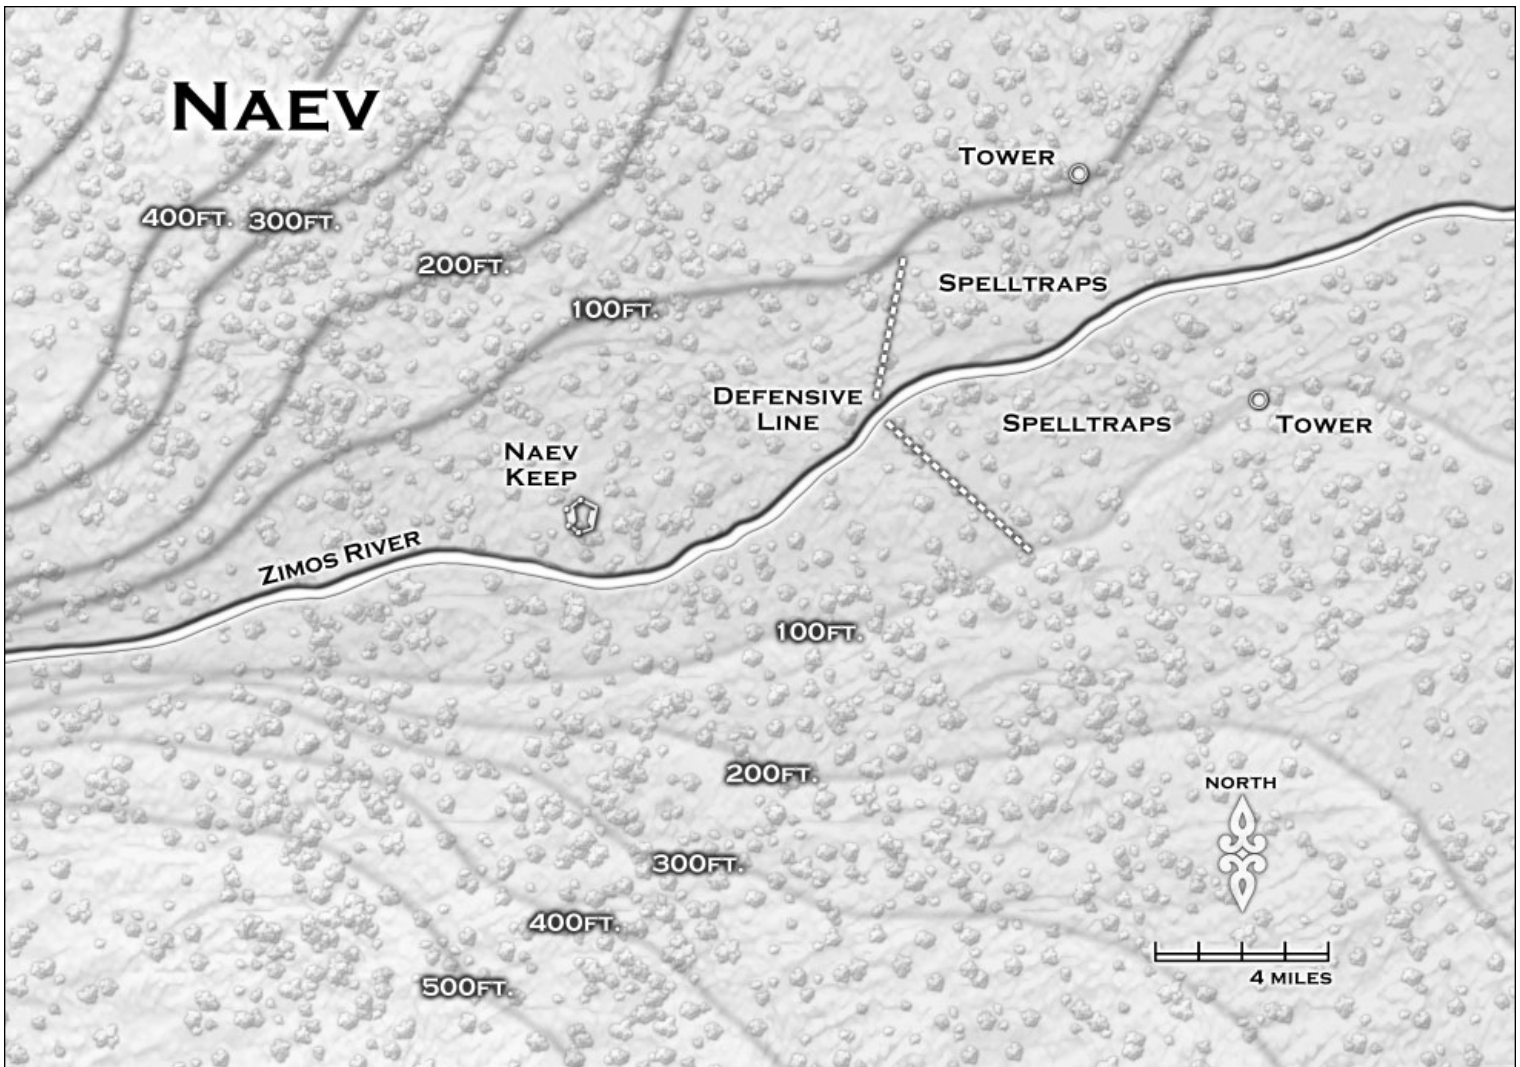 NAEV
TOWER
400FT. 300FT.
200FT.
SPELLTRAPS
100FT.
DEFENSIVE
LINE
SPELLTRAPS
TOWER
NAEV
KEEP
ZIMOS RIVER
100FT.
200FT.
NORTH
300FT.
400FT.
4 MILES
500FT.